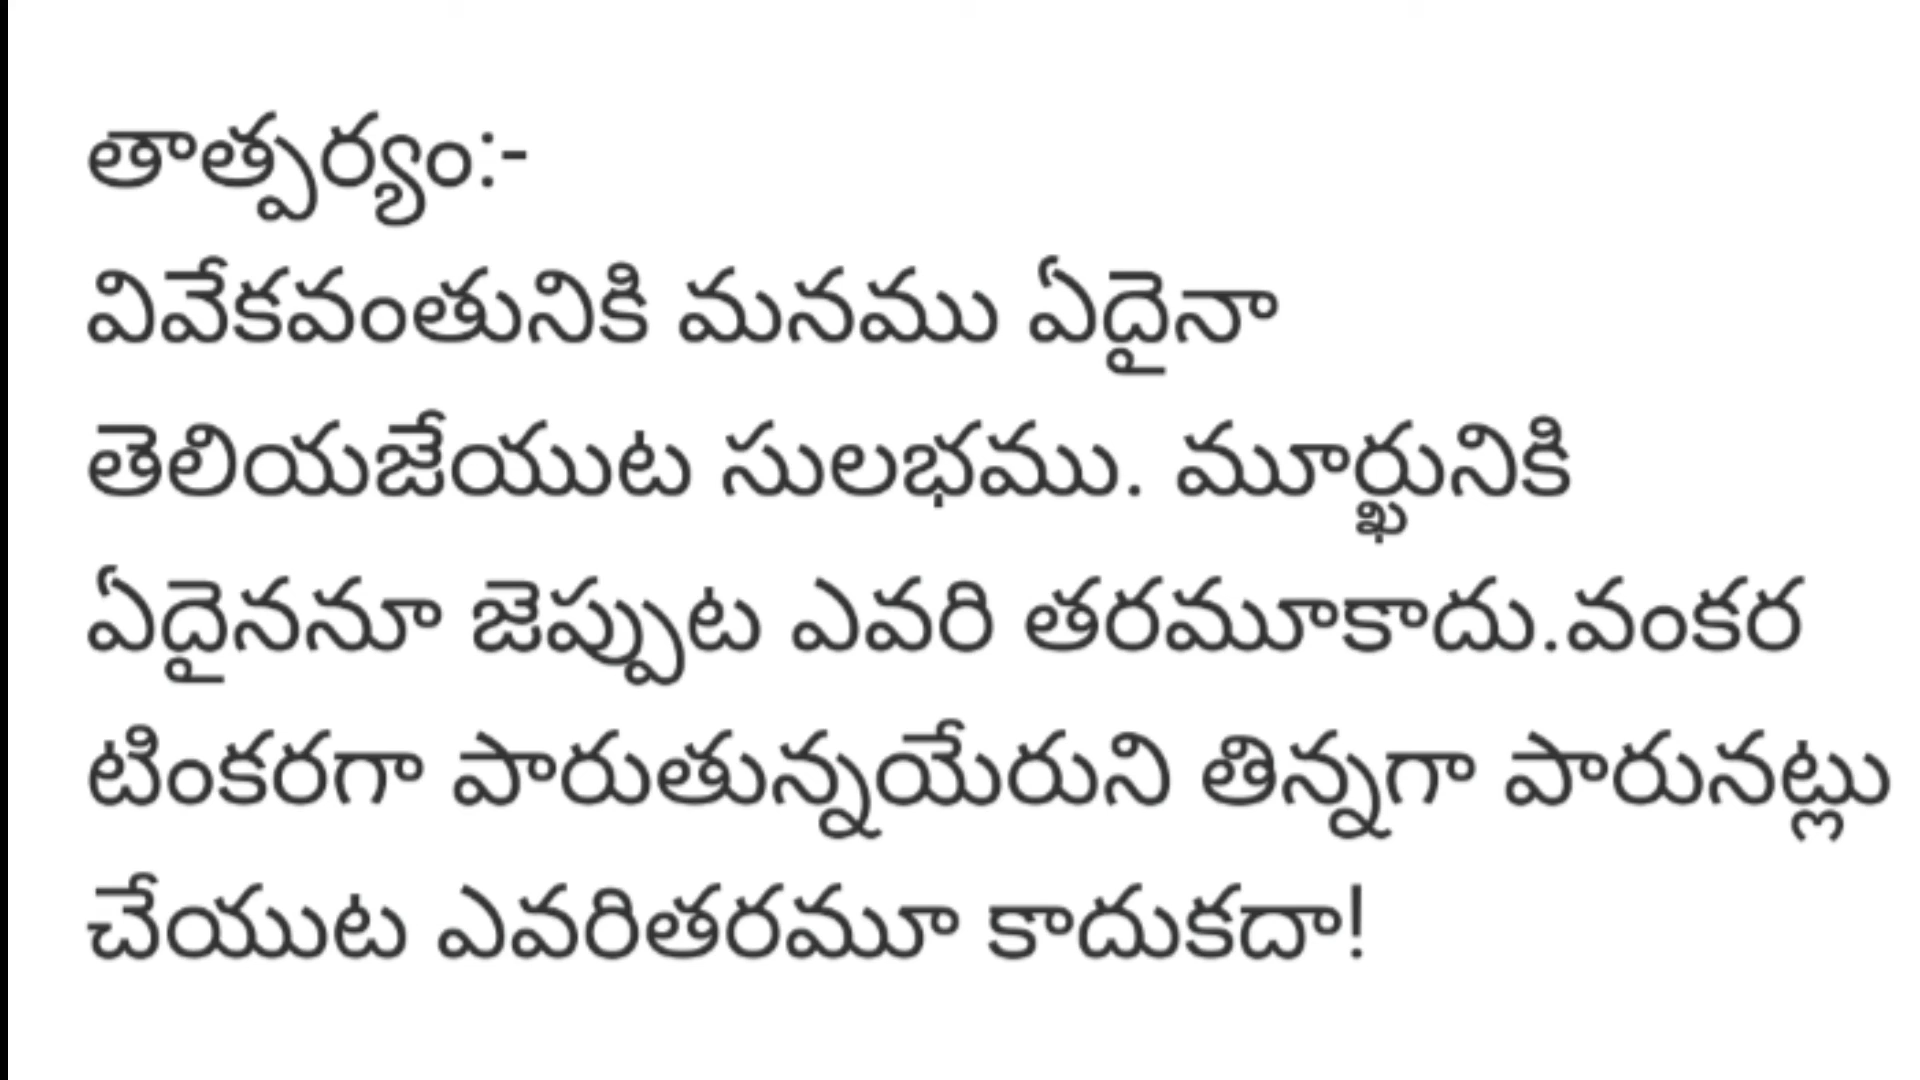 తాత్పర్యం:-
వివేకవంతునికి మనము ఏదైనా
తెలియజేయుట సులభము. మూర్ఖునికి
ఏదైననూ జెప్పుట ఎవరి తరమూకాదు.వంకర
టింకరగా పారుతున్నయేరుని తిన్నగా పారునట్లు
చేయుట ఎవరితరమూ కాదుకదా!